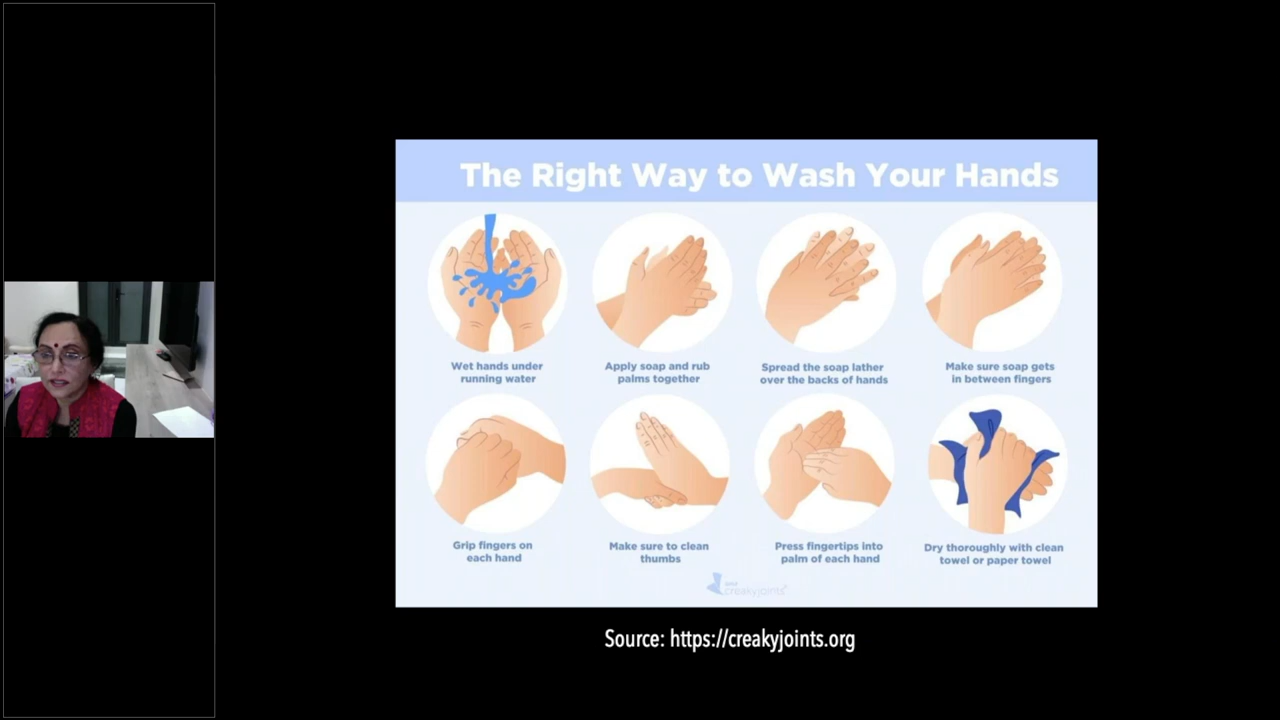 The Right Way to Wash Your Hands
Wet hands under
running water
Apply soap and rub
palms together
Spread the soap lather
over the backs of hands
Make sure soap gets
in between fingers
Grip fingers on
each hand
Make sure to clean
thumbs
Press fingertips into
palm of each hand
Dry thoroughly with clean
towel or paper towel
creakyjoints
Source: https://creakyjoints.org